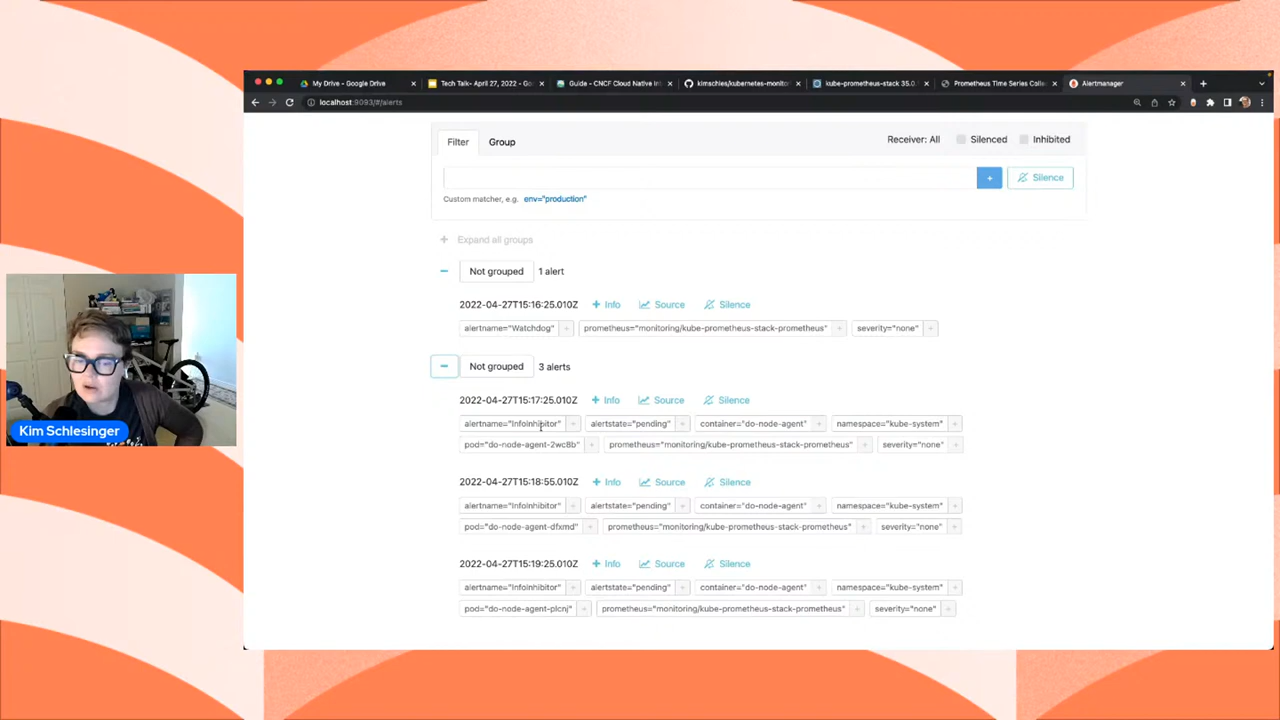 My Drive - Google Drive
Tech Talk- April 27, 2022 - Go
Guide - CNCF Cloud Native In
kimschles/kubernetes-monito
kube-prometheus-stack 35.0
Prometheus Time Series Collec
Alertmanager
localhost:9093/#/alerts
Filter
Group
Receiver: All
Silenced
Inhibited
+
Silence
Custom matcher, e.g. env="production"
+ Expand all groups
− Not grouped 1 alert
2022-04-27T15:16:25.010Z + Info Source Silence
alertname="Watchdog" + prometheus="monitoring/kube-prometheus-stack-prometheus" + severity="none" +
− Not grouped 3 alerts
2022-04-27T15:17:25.010Z + Info Source Silence
alertname="InfoInhibitor" + alertstate="pending" + container="do-node-agent" + namespace="kube-system" +
pod="do-node-agent-2wc8b" + prometheus="monitoring/kube-prometheus-stack-prometheus" + severity="none" +
2022-04-27T15:18:55.010Z + Info Source Silence
alertname="InfoInhibitor" + alertstate="pending" + container="do-node-agent" + namespace="kube-system" +
pod="do-node-agent-dfxmd" + prometheus="monitoring/kube-prometheus-stack-prometheus" + severity="none" +
2022-04-27T15:19:25.010Z + Info Source Silence
alertname="InfoInhibitor" + alertstate="pending" + container="do-node-agent" + namespace="kube-system" +
pod="do-node-agent-plcnj" + prometheus="monitoring/kube-prometheus-stack-prometheus" + severity="none" +
Kim Schlesinger